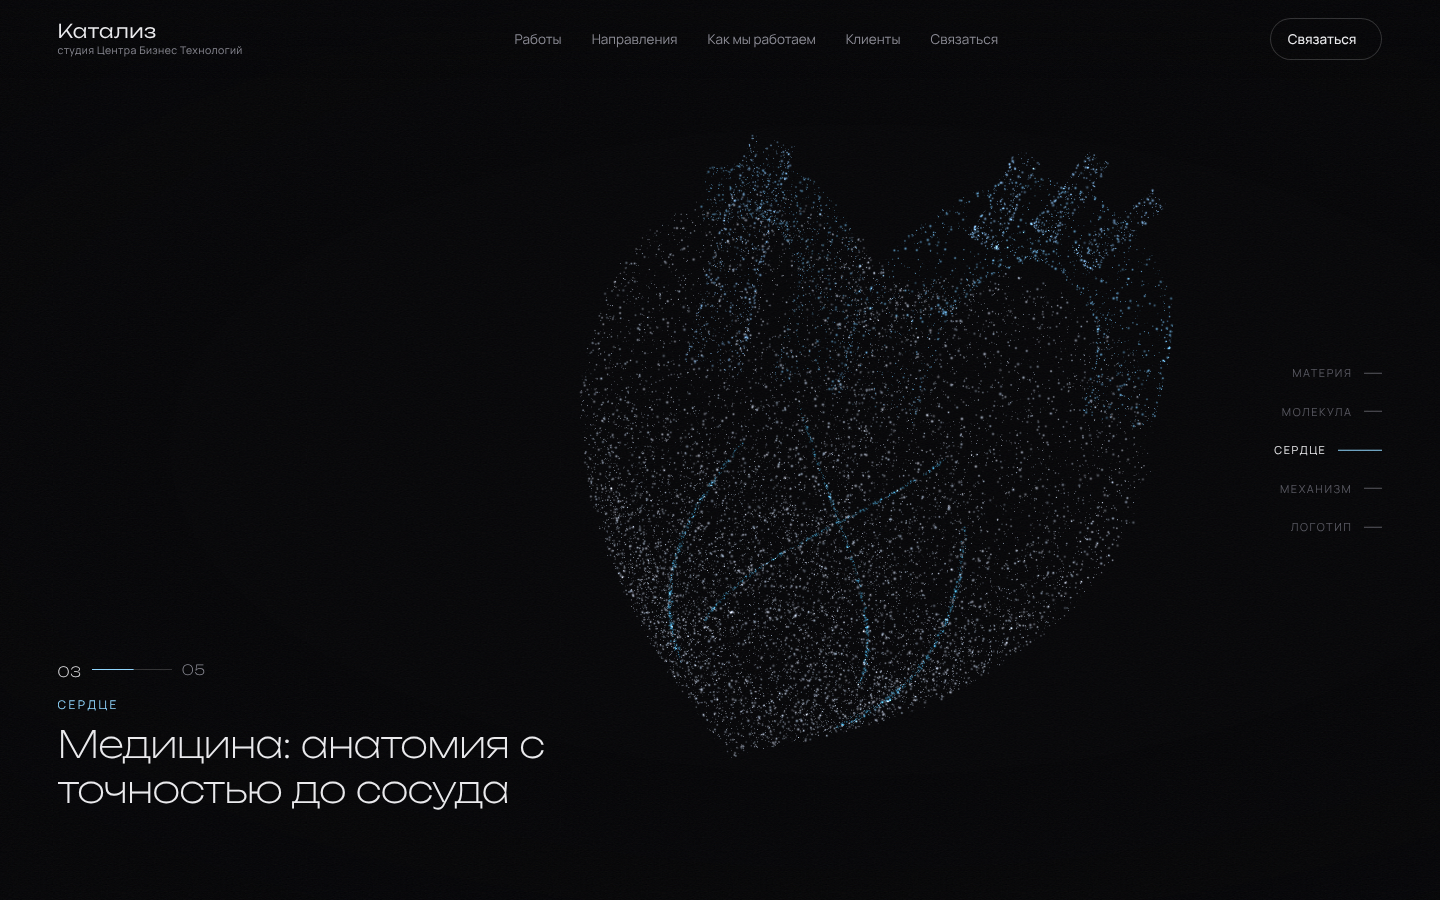 Катализ
студия Центра Бизнес Технологий
Работы
Направления
Как мы работаем
Клиенты
Связаться
Связаться
МАТЕРИЯ
МОЛЕКУЛА
СЕРДЦЕ
МЕХАНИЗМ
ЛОГОТИП
03
05
СЕРДЦЕ
Медицина: анатомия с
точностью до сосуда